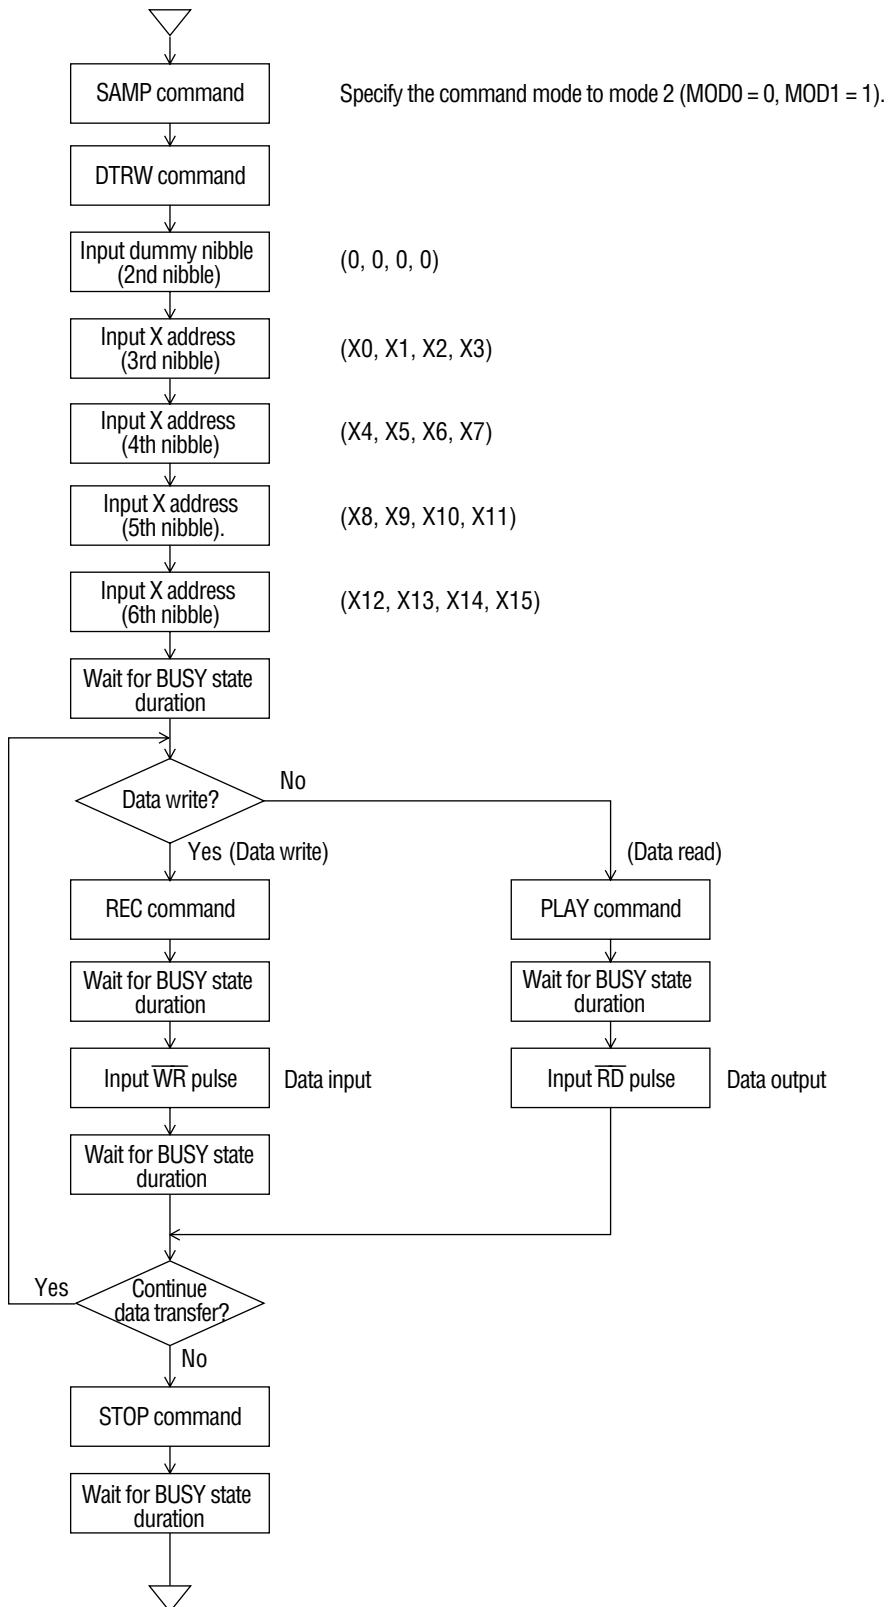 SAMP command
Specify the command mode to mode 2 (MOD0 = 0, MOD1 = 1).
DTRW command
Input dummy nibble
(2nd nibble)
(0, 0, 0, 0)
Input X address
(3rd nibble)
(X0, X1, X2, X3)
Input X address
(4th nibble)
(X4, X5, X6, X7)
Input X address
(5th nibble).
(X8, X9, X10, X11)
Input X address
(6th nibble)
(X12, X13, X14, X15)
Wait for BUSY state
duration
Data write?
No
Yes (Data write)
(Data read)
REC command
PLAY command
Wait for BUSY state
duration
Wait for BUSY state
duration
Input W̅R̅ pulse
Data input
Input R̅D̅ pulse
Data output
Wait for BUSY state
duration
Yes
Continue
data transfer?
No
STOP command
Wait for BUSY state
duration